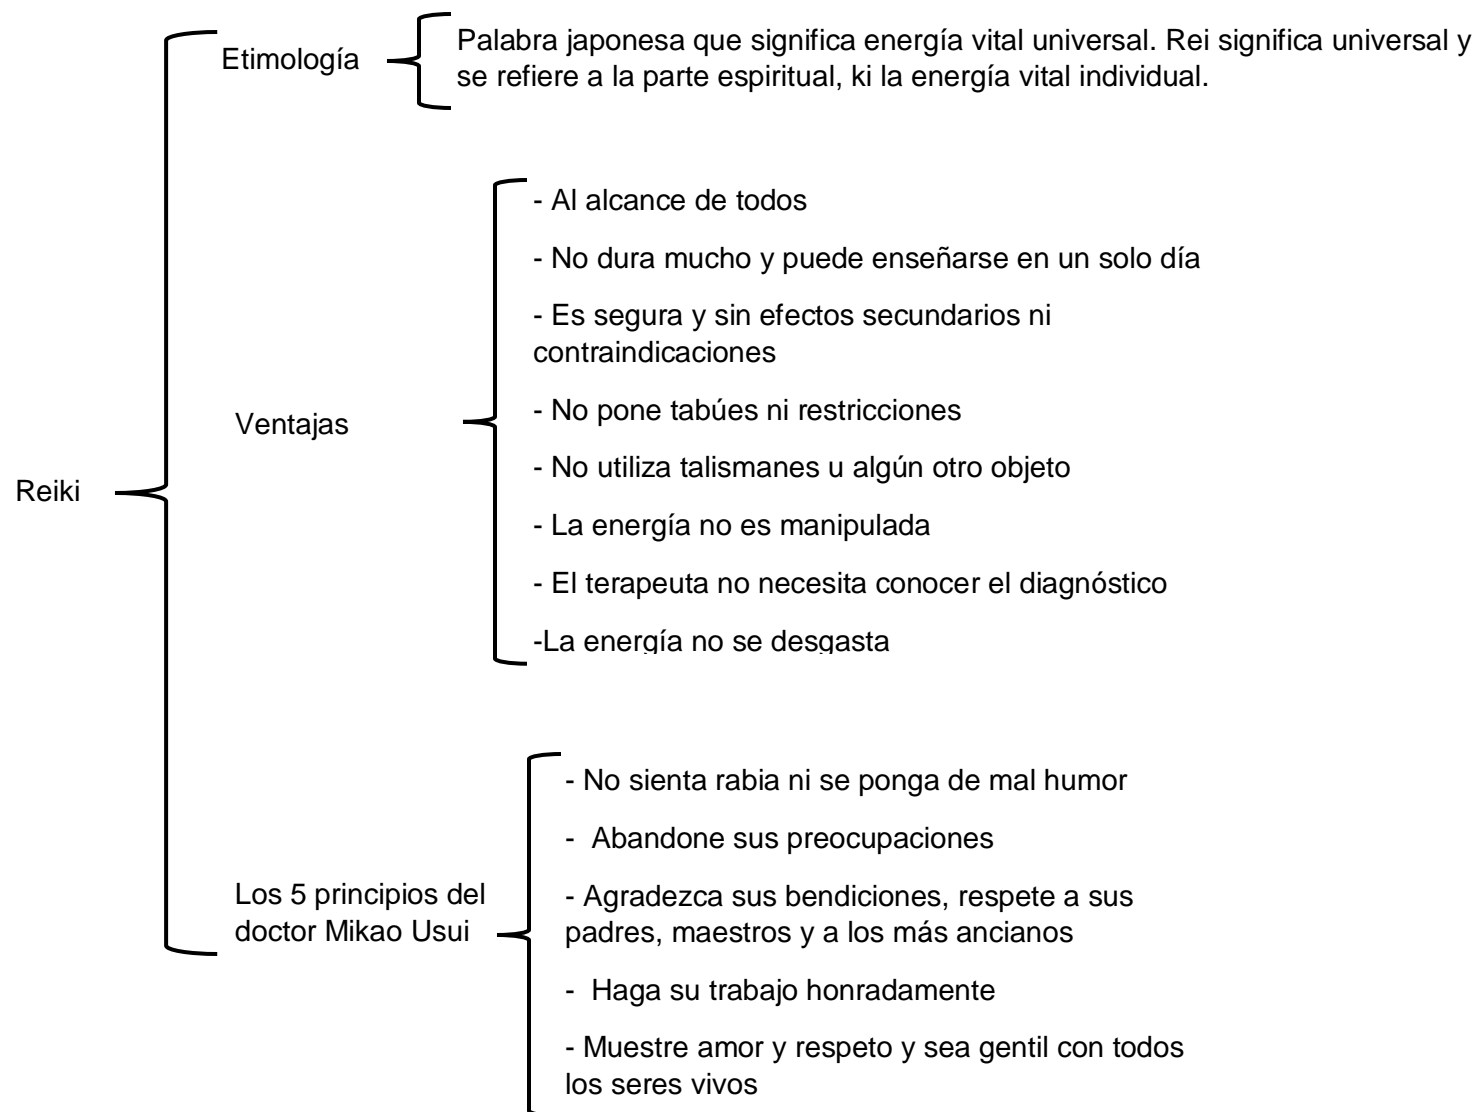 Reiki
Etimología
Palabra japonesa que significa energía vital universal. Rei significa universal y
se refiere a la parte espiritual, ki la energía vital individual.
Ventajas
- Al alcance de todos
- No dura mucho y puede enseñarse en un solo día
- Es segura y sin efectos secundarios ni
contraindicaciones
- No pone tabúes ni restricciones
- No utiliza talismanes u algún otro objeto
- La energía no es manipulada
- El terapeuta no necesita conocer el diagnóstico
-La energía no se desgasta
Los 5 principios del
doctor Mikao Usui
- No sienta rabia ni se ponga de mal humor
- Abandone sus preocupaciones
- Agradezca sus bendiciones, respete a sus
padres, maestros y a los más ancianos
- Haga su trabajo honradamente
- Muestre amor y respeto y sea gentil con todos
los seres vivos